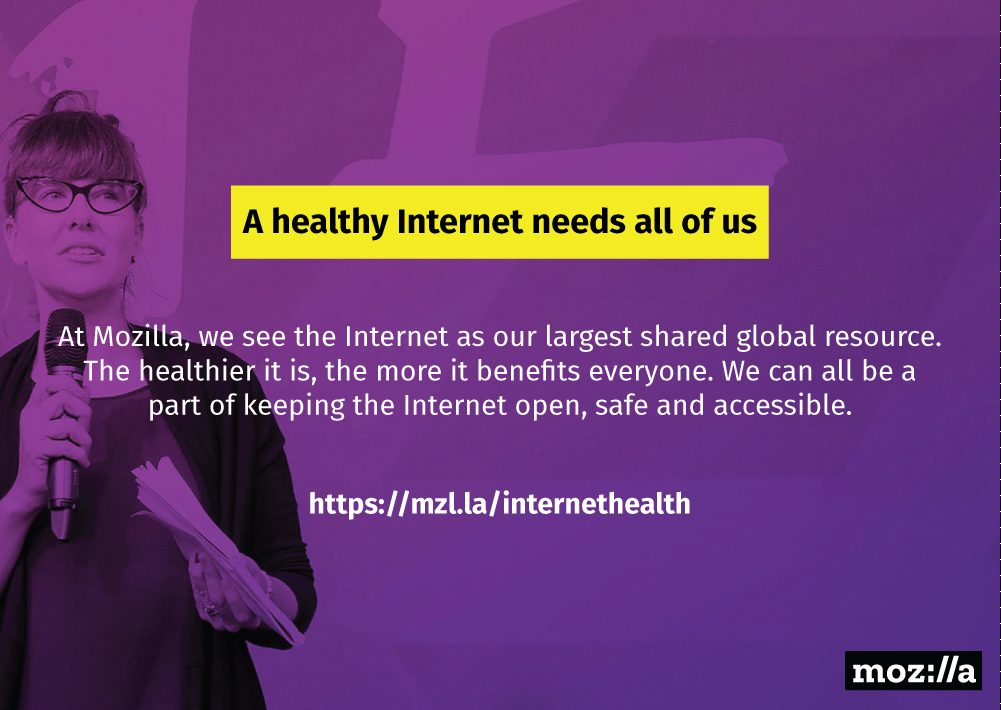 A healthy Internet needs all of us
At Mozilla, we see the Internet as our largest shared global resource.
The healthier it is, the more it benefits everyone. We can all be a
part of keeping the Internet open, safe and accessible.
https://mzl.la/internethealth
moz://a